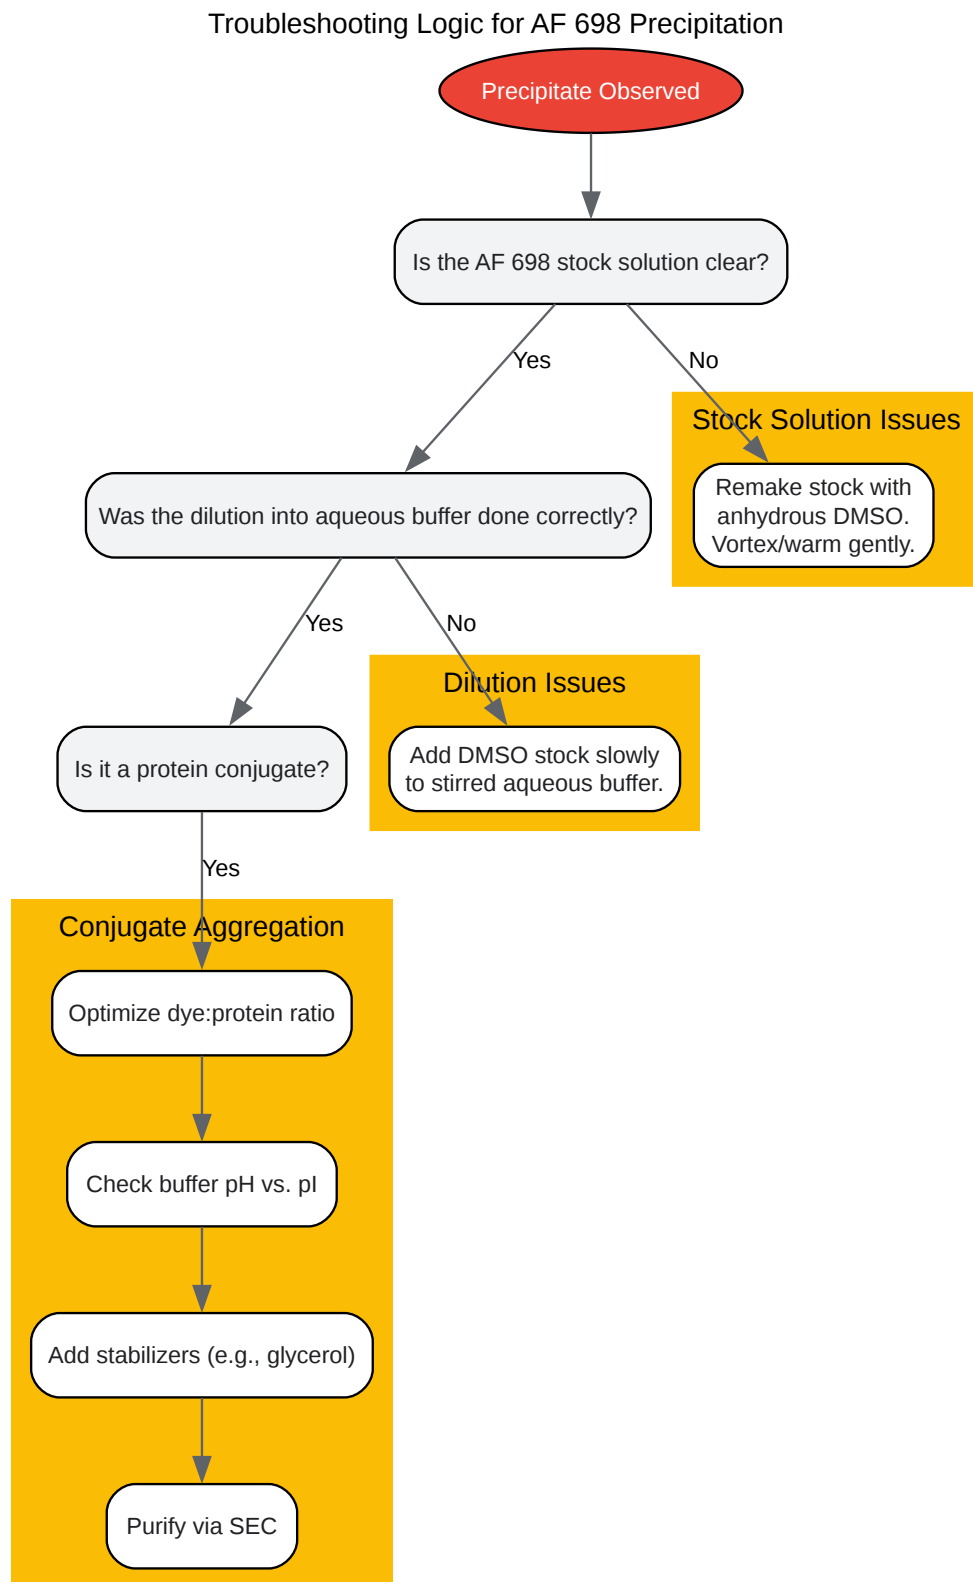 Troubleshooting Logic for AF 698 Precipitation
Precipitate Observed
Is the AF 698 stock solution clear?
Yes
No
Stock Solution Issues
Remake stock with
anhydrous DMSO.
Vortex/warm gently.
Was the dilution into aqueous buffer done correctly?
Yes
No
Dilution Issues
Add DMSO stock slowly
to stirred aqueous buffer.
Is it a protein conjugate?
Yes
Conjugate Aggregation
Optimize dye:protein ratio
Check buffer pH vs. pI
Add stabilizers (e.g., glycerol)
Purify via SEC